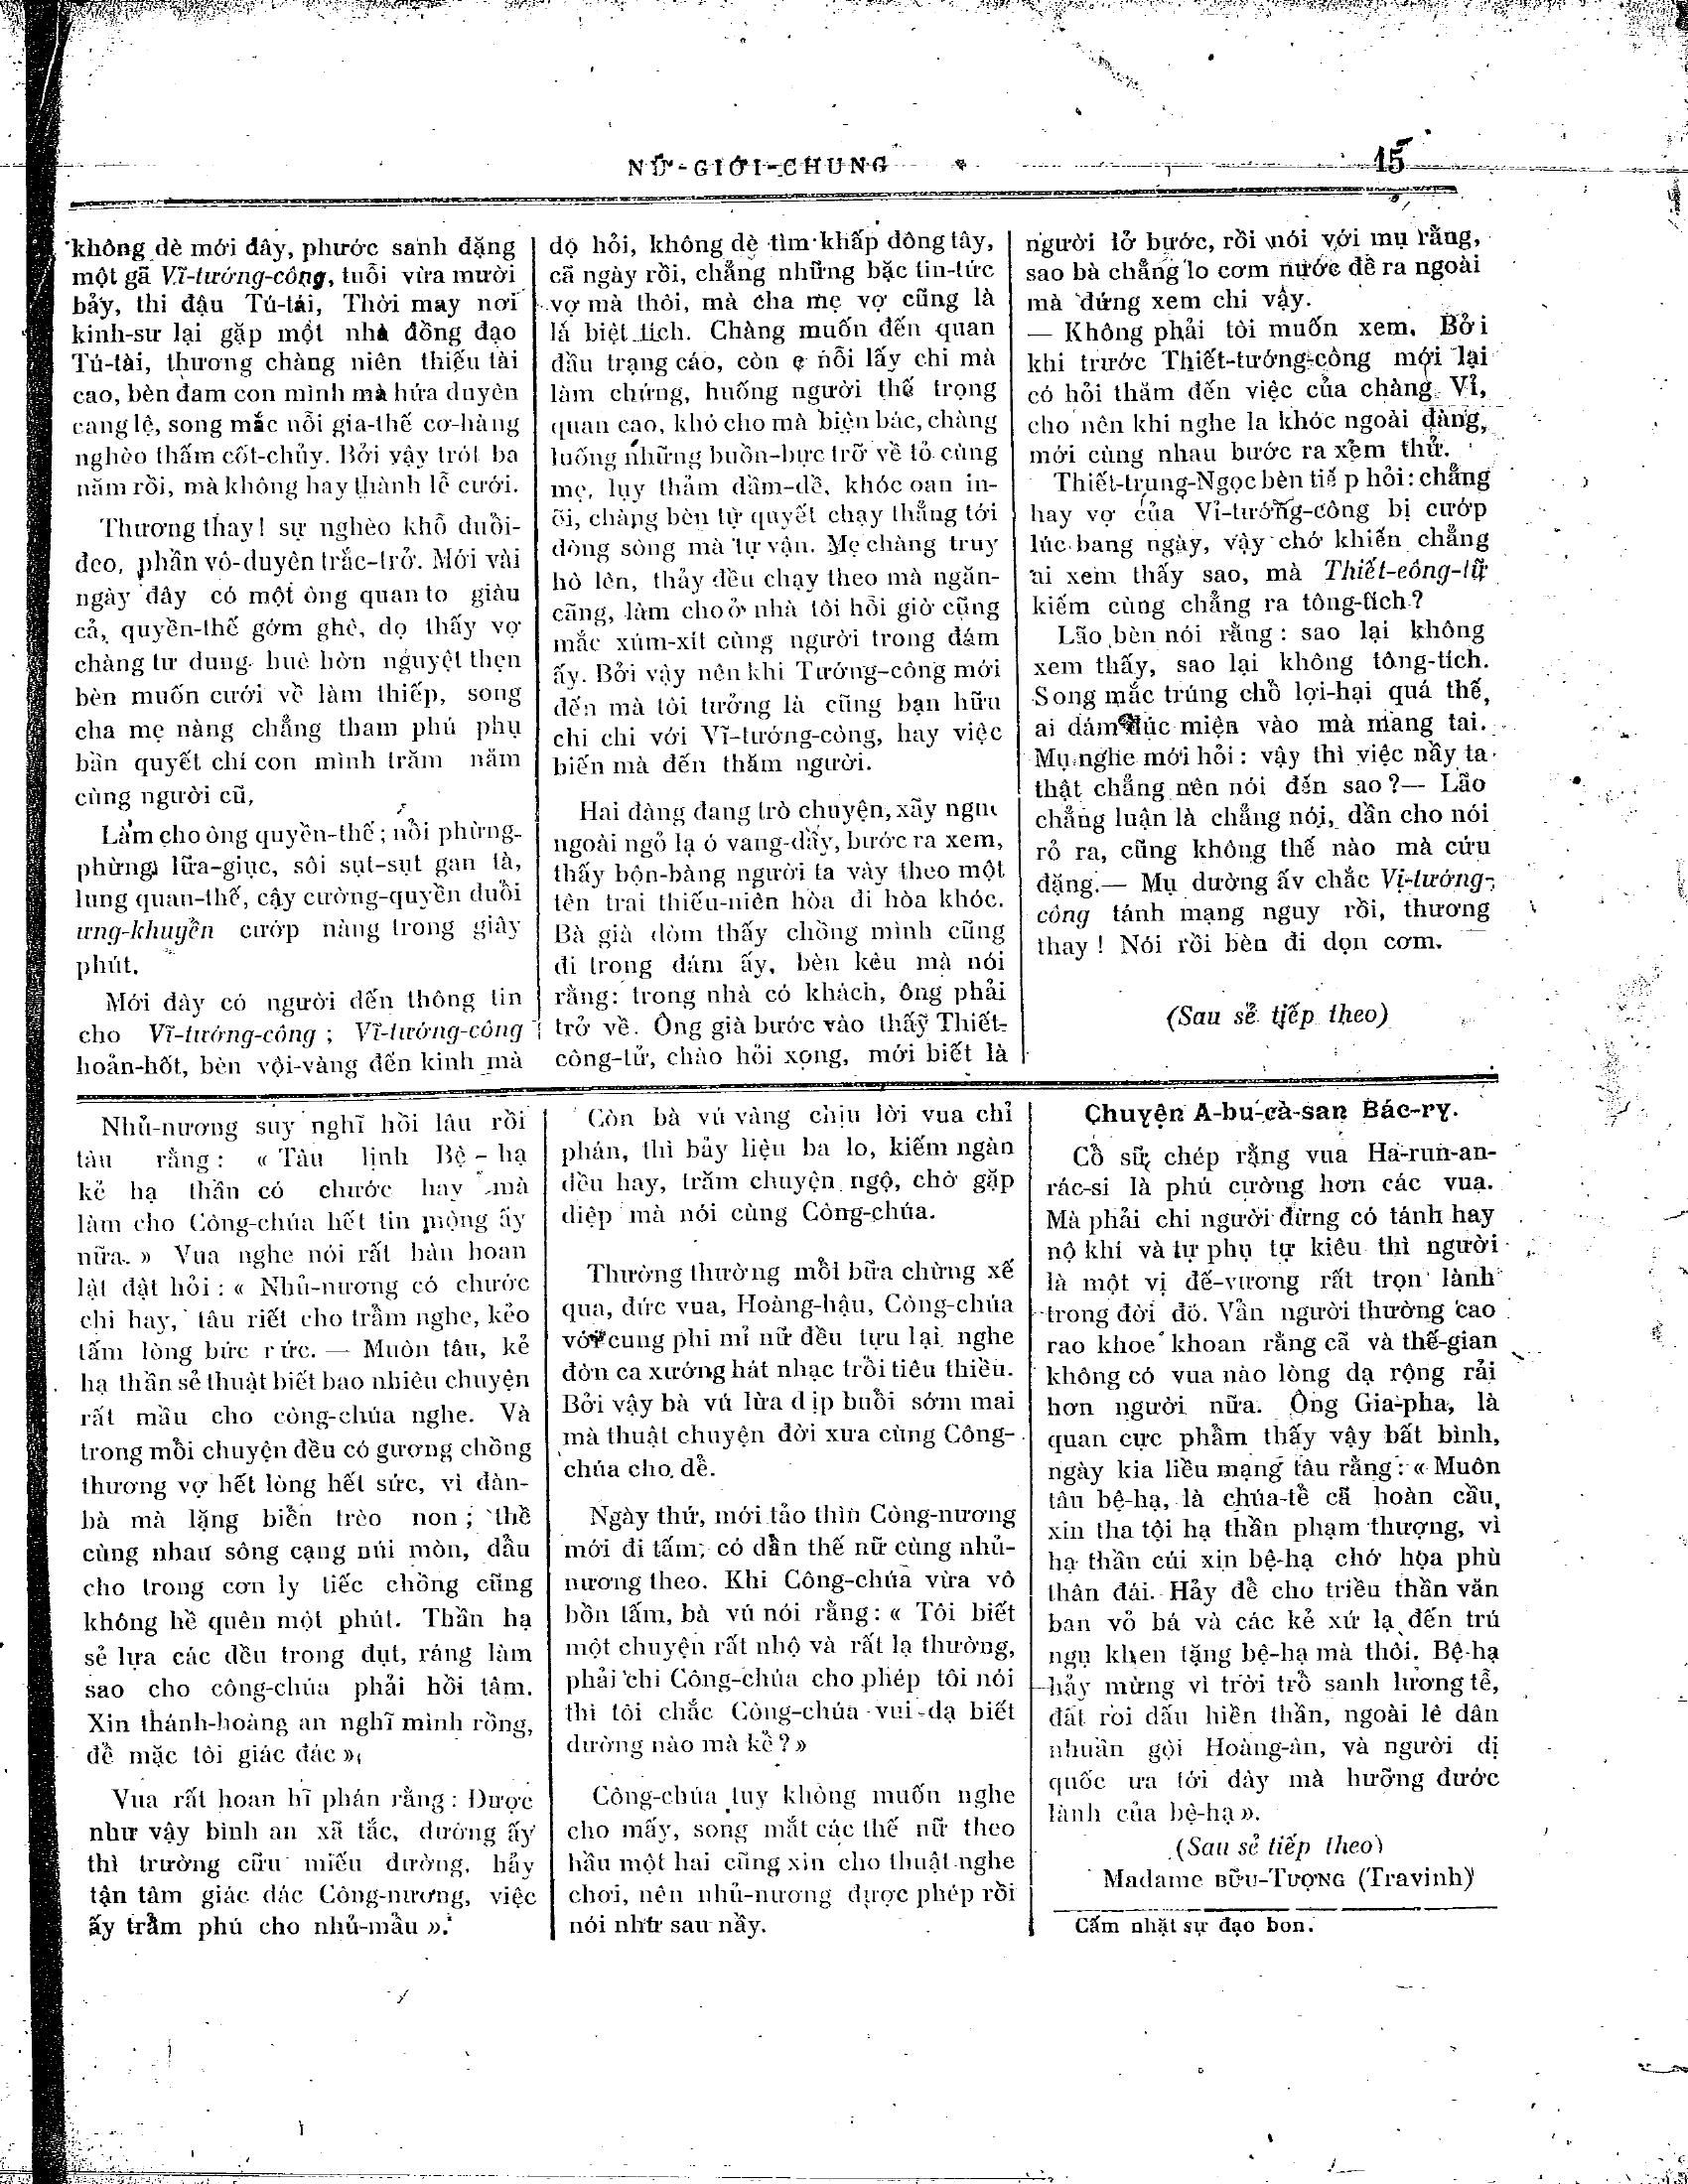 NỮ-GIỚI-CHUNG
15
không dè mới đây, phước sanh đặng
một gã Vĩ-tướng-công, tuổi vừa mười
bảy, thi đậu Tú-tài, Thời may nơi
kinh-sư lại gặp một nhà đồng đạo
Tú-tài, thương chàng niên thiếu tài
cao, bèn đam con mình mà hứa duyên
cang lệ, song mắc nỗi gia-thế cơ-hàng
nghèo thấm cốt-chủy. Bởi vậy trót ba
năm rồi, mà không hay thành lễ cưới.
Thương thay! sự nghèo khổ đuổi-
đeo, phần vô-duyên trắc-trở. Mới vài
ngày đây có một ông quan to giàu
cả, quyền-thế gớm ghê, dọ thấy vợ
chàng tư dung huê hờn nguyệt thẹn
bèn muốn cưới về làm thiếp, song
cha mẹ nàng chẳng tham phú phụ
bần quyết chí con mình trăm năm
cùng người cũ,
Lắm cho ông quyền-thế; nổi phừng-
phừng lữa-giục, sôi sụt-sụt gan tà,
lung quan-thế, cậy cường-quyền đuổi
ưng-khuyển cướp nàng trong giây
phút.
Mới đây có người đến thông tin
cho Vĩ-tướng-công; Vĩ-tướng-công
hoản-hốt, bèn vội-vàng đến kinh mà
dọ hỏi, không dè tìm khấp đông tây,
cã ngày rồi, chẳng những bặc tin-tức
vợ mà thôi, mà cha mẹ vợ cũng là
lá biệt tích. Chàng muốn đến quan
đầu trạng cáo, còn e nỗi lấy chi mà
làm chứng, huống người thế trọng
quan cao, khó cho mà biện bác, chàng
luống những buồn-bực trỡ về tỏ cùng
mẹ, lụy thảm dầm-dề, khóc oan in-
ỏi, chàng bèn tự quyết chạy thẳng tới
dòng sông mà tự vận. Mẹ chàng truy
hô lên, thảy đều chạy theo mà ngăn-
cãng, làm cho ở nhà tôi hồi giờ cũng
mắc xúm-xít cùng người trong đám
ấy. Bởi vậy nên khi Tướng-công mới
đến mà tôi tưởng là cũng bạn hữu
chi chi với Vĩ-tướng-công, hay việc
biến mà đến thăm người.
Hai đàng đang trò chuyện, xãy nghe
ngoài ngỏ lạ ó vang-dầy, bước ra xem,
thấy bộn-bàng người ta vây theo một
tên trai thiếu-niên hòa đi hòa khóc.
Bà già dòm thấy chồng mình cũng
đi trong đám ấy, bèn kêu mà nói
rằng: trong nhà có khách, ông phải
trở về. Ông già bước vào thấy Thiết-
công-tử, chào hỏi xong, mới biết là
người lở bước, rồi nói với mụ rằng,
sao bà chẳng lo cơm nước để ra ngoài
mà đứng xem chi vậy.
— Không phải tôi muốn xem. Bởi
khi trước Thiết-tướng-công mới lại
có hỏi thăm đến việc của chàng Vỉ,
cho nên khi nghe la khóc ngoài đàng,
mới cùng nhau bước ra xem thử.
Thiết-trung-Ngọc bèn tiếp hỏi: chẳng
hay vợ của Vỉ-tướng-công bị cướp
lúc bang ngày, vậy chớ khiến chẳng
ai xem thấy sao, mà Thiết-công-tử
kiếm cùng chẳng ra tông-tích?
Lão bèn nói rằng: sao lại không
xem thấy, sao lại không tông-tích.
Song mắc trúng chỗ lợi-hại quá thế,
ai dám đúc miện vào mà mang tai.
Mụ nghe mới hỏi: vậy thì việc nầy ta
thật chẳng nên nói đến sao?— Lão
chẳng luận là chẳng nói, dần cho nói
rỏ ra, cũng không thế nào mà cứu
đặng.— Mụ dường ấy chắc Vị-tướng-
công tánh mạng nguy rồi, thương
thay! Nói rồi bèn đi dọn cơm.
(Sau sẽ tiếp theo)
Nhủ-nương suy nghĩ hồi lâu rồi
tâu rằng: « Tâu lịnh Bệ-hạ
kẻ hạ thần có chước hay mà
làm cho Công-chúa hết tin mộng ấy
nữa. » Vua nghe nói rất hân hoan
lật đật hỏi: « Nhủ-nương có chước
chi hay, tâu riết cho trẩm nghe, kẻo
tấm lòng bức rức. — Muôn tâu, kẻ
hạ thần sẻ thuật biết bao nhiêu chuyện
rất mầu cho công-chúa nghe. Và
trong mỗi chuyện đều có gương chồng
thương vợ hết lòng hết sức, vì đàn-
bà mà lặng biển trèo non; thề
cùng nhau sông cạng núi mòn, dẩu
cho trong cơn ly tiếc chồng cũng
không hề quên một phút. Thần hạ
sẻ lựa các đều trong đụt, ráng làm
sao cho công-chúa phải hồi tâm.
Xin thánh-hoàng an nghĩ mình rồng,
để mặc tôi giác đác ».
Vua rất hoan hĩ phán rằng: Được
như vậy bình an xã tắc, dường ấy
thì trường cữu miếu đường, hảy
tận tâm giác đác Công-nương, việc
ấy trẩm phú cho nhủ-mẩu ».
Còn bà vú vàng chịu lời vua chỉ
phán, thì bảy liệu ba lo, kiếm ngàn
đều hay, trăm chuyện ngộ, chờ gặp
diệp mà nói cùng Công-chúa.
Thường thường mỗi bữa chừng xế
qua, đức vua, Hoàng-hậu, Công-chúa
với cung phi mỉ nữ đều tựu lại nghe
đờn ca xướng hát nhạc trổi tiêu thiều.
Bởi vậy bà vú lừa dịp buổi sớm mai
mà thuật chuyện đời xưa cùng Công-
chúa cho dể.
Ngày thứ, mới tảo thìn Công-nương
mới đi tấm, có dần thế nữ cùng nhủ-
nương theo. Khi Công-chúa vừa vô
bồn tấm, bà vú nói rằng: « Tôi biết
một chuyện rất nhộ và rất lạ thường,
phải chi Công-chúa cho phép tôi nói
thì tôi chắc Công-chúa vui dạ biết
dường nào mà kể? »
Công-chúa tuy không muốn nghe
cho mấy, song mắt các thế nữ theo
hầu một hai cũng xin cho thuật nghe
chơi, nên nhủ-nương được phép rồi
nói như sau nầy.
Chuyện A-bu-cà-san Bác-ry.
Cổ sữ chép rằng vua Ha-run-an-
rác-si là phú cường hơn các vua.
Mà phải chi người đừng có tánh hay
nộ khí và tự phụ tự kiêu thì người
là một vị đế-vương rất trọn lành
trong đời đó. Vẩn người thường cao
rao khoe khoan rằng cã và thế-gian
không có vua nào lòng dạ rộng rải
hơn người nữa. Ông Gia-pha, là
quan cực phẩm thấy vậy bất bình,
ngày kia liều mạng tâu rằng: « Muôn
tâu bệ-hạ, là chúa-tể cã hoàn cầu,
xin tha tội hạ thần phạm thượng, vì
hạ thần cúi xin bệ-hạ chớ họa phù
thân đái. Hảy để cho triều thần văn
ban vỏ bá và các kẻ xứ lạ đến trú
ngụ khen tặng bệ-hạ mà thôi. Bệ-hạ
hảy mừng vì trời trổ sanh lương tể,
đất ròi dấu hiền thần, ngoài lê dân
nhuần gội Hoàng-ân, và người dị
quốc ưa tới đây mà hưỡng đước
lành của bệ-hạ ».
(Sau sẻ tiếp theo)
Madame BỮU-TƯỢNG (Travinh)
Cấm nhặt sự đạo bon.